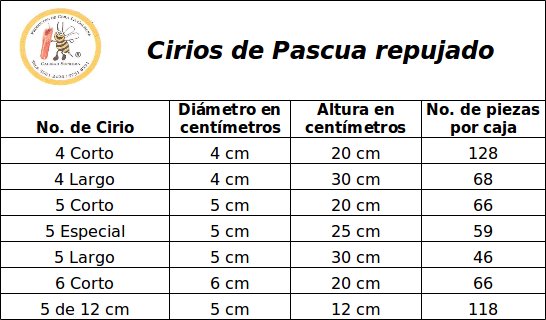 Cirios de Pascua repujado
No. de Cirio Diámetro en centímetros Altura en centímetros No. de piezas por caja
4 Corto 4 cm 20 cm 128
4 Largo 4 cm 30 cm 68
5 Corto 5 cm 20 cm 66
5 Especial 5 cm 25 cm 59
5 Largo 5 cm 30 cm 46
6 Corto 6 cm 20 cm 66
5 de 12 cm 5 cm 12 cm 118